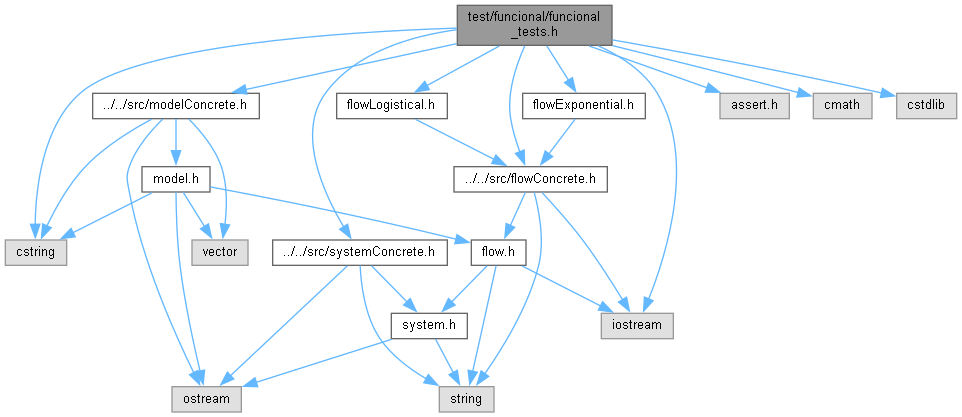 test/funcional/funcional
_tests.h
../../src/modelConcrete.h
flowLogistical.h
flowExponential.h
assert.h
cmath
cstdlib
model.h
../../src/flowConcrete.h
cstring
vector
../../src/systemConcrete.h
flow.h
system.h
iostream
ostream
string